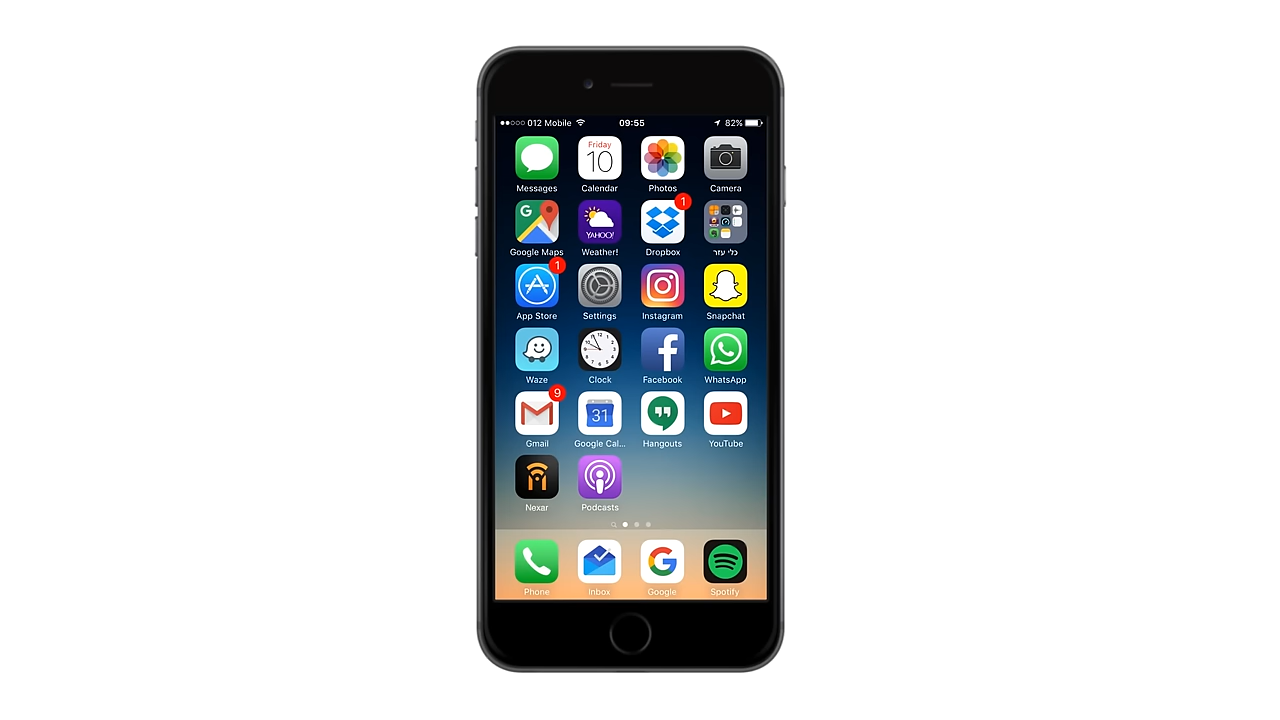 012 Mobile 09:55 82%
Friday
10
Messages Calendar Photos Camera
G YAHOO! 1
Google Maps Weather! Dropbox כלי עזר
1
App Store Settings Instagram Snapchat
Waze Clock Facebook WhatsApp
9 31
Gmail Google Cal... Hangouts YouTube
Nexar Podcasts
Phone Inbox Google Spotify